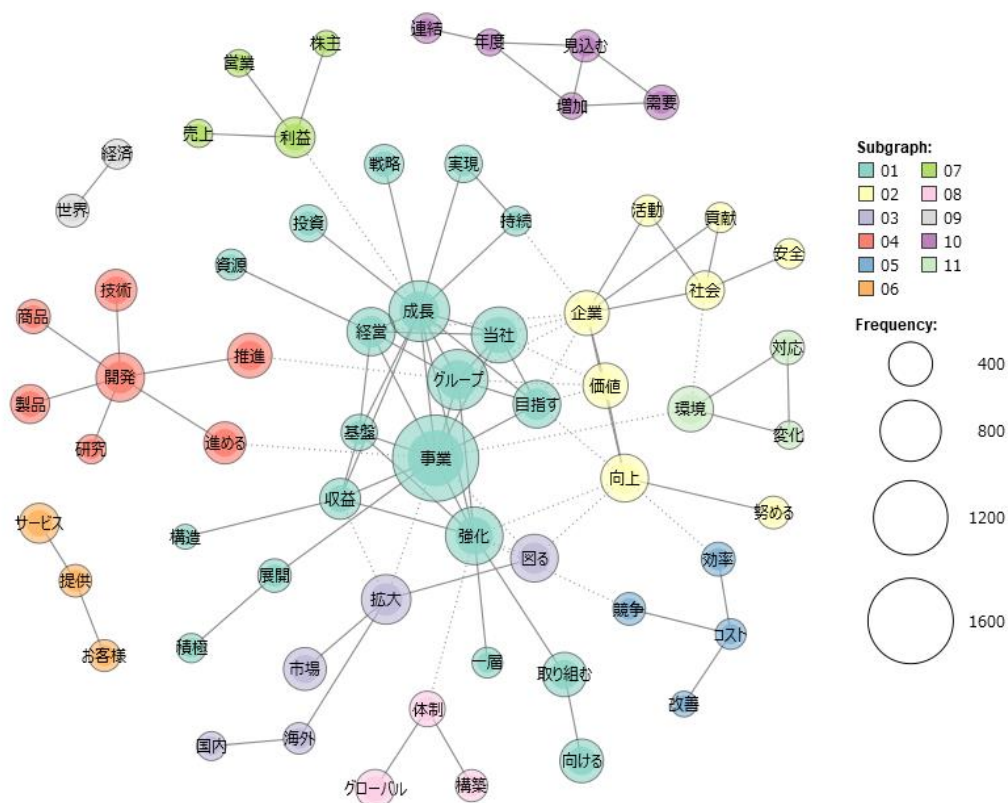 連結
年度
見込む
増加
需要
株主
営業
売上
利益
経済
世界
戦略
実現
持続
投資
資源
成長
経営
当社
グループ
目指す
基盤
事業
収益
強化
構造
展開
積極
一層
取り組む
向ける
活動
貢献
安全
社会
企業
価値
向上
努める
対応
環境
変化
技術
商品
推進
開発
製品
研究
進める
サービス
提供
お客様
図る
拡大
市場
海外
国内
効率
競争
コスト
改善
体制
グローバル
構築
Subgraph:
01 07
02 08
03 09
04 10
05 11
06
Frequency:
400
800
1200
1600